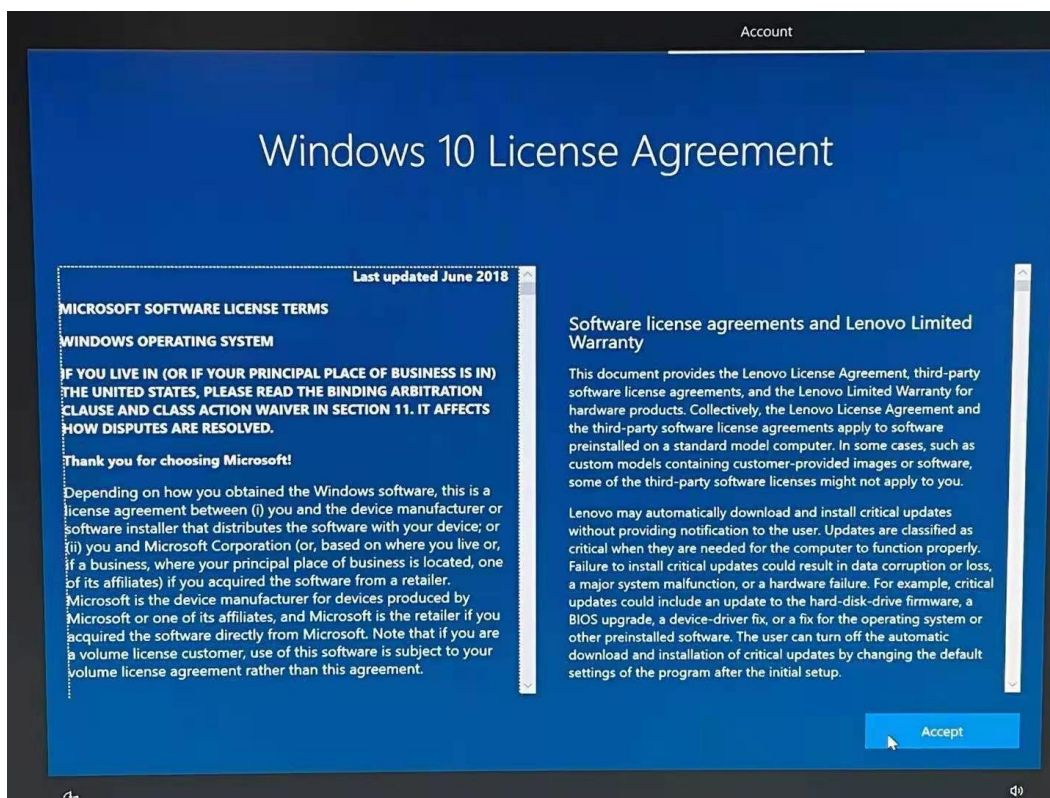 Account
Windows 10 License Agreement
Last updated June 2018
MICROSOFT SOFTWARE LICENSE TERMS
WINDOWS OPERATING SYSTEM
IF YOU LIVE IN (OR IF YOUR PRINCIPAL PLACE OF BUSINESS IS IN)
THE UNITED STATES, PLEASE READ THE BINDING ARBITRATION
CLAUSE AND CLASS ACTION WAIVER IN SECTION 11. IT AFFECTS
HOW DISPUTES ARE RESOLVED.
Thank you for choosing Microsoft!
Depending on how you obtained the Windows software, this is a
license agreement between (i) you and the device manufacturer or
software installer that distributes the software with your device; or
(ii) you and Microsoft Corporation (or, based on where you live or,
if a business, where your principal place of business is located, one
of its affiliates) if you acquired the software from a retailer.
Microsoft is the device manufacturer for devices produced by
Microsoft or one of its affiliates, and Microsoft is the retailer if you
acquired the software directly from Microsoft. Note that if you are
a volume license customer, use of this software is subject to your
volume license agreement rather than this agreement.
Software license agreements and Lenovo Limited
Warranty
This document provides the Lenovo License Agreement, third-party
software license agreements, and the Lenovo Limited Warranty for
hardware products. Collectively, the Lenovo License Agreement and
the third-party software license agreements apply to software
preinstalled on a standard model computer. In some cases, such as
custom models containing customer-provided images or software,
some of the third-party software licenses might not apply to you.
Lenovo may automatically download and install critical updates
without providing notification to the user. Updates are classified as
critical when they are needed for the computer to function properly.
Failure to install critical updates could result in data corruption or loss,
a major system malfunction, or a hardware failure. For example, critical
updates could include an update to the hard-disk-drive firmware, a
BIOS upgrade, a device-driver fix, or a fix for the operating system or
other preinstalled software. The user can turn off the automatic
download and installation of critical updates by changing the default
settings of the program after the initial setup.
Accept